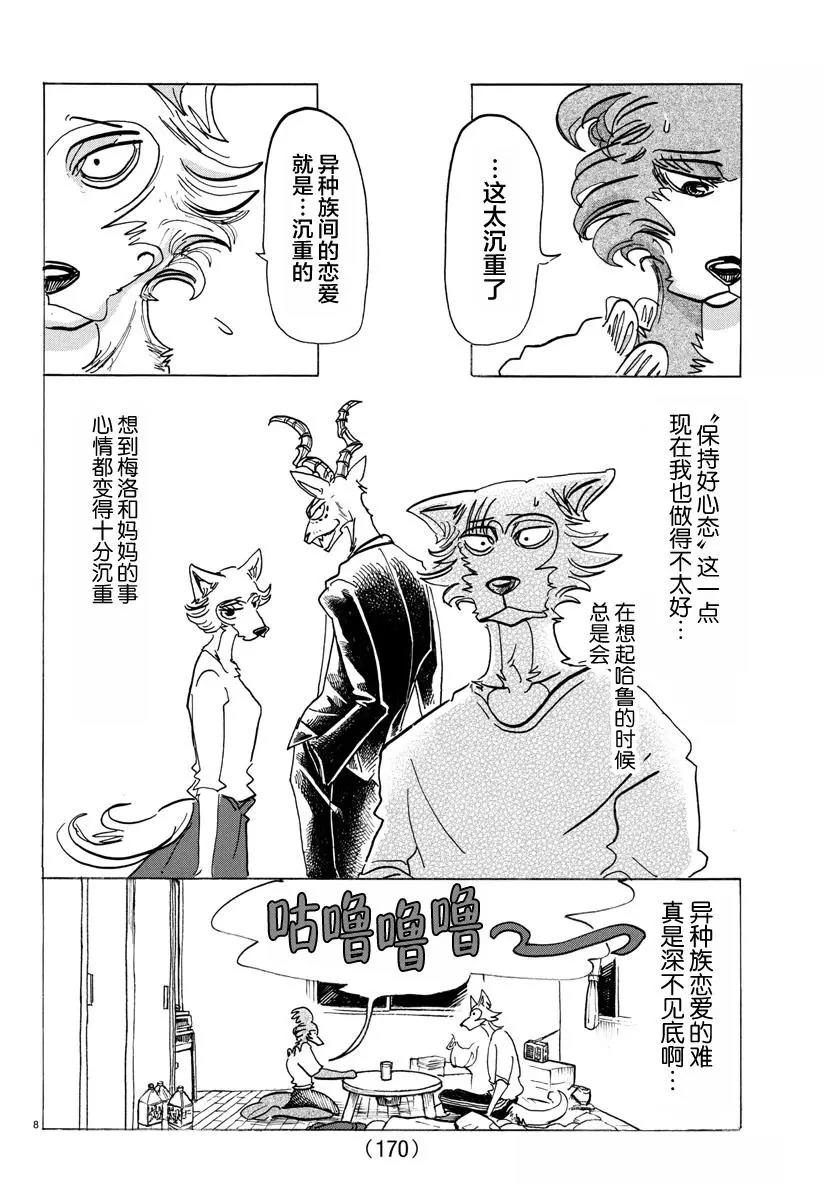 …这太沉重了
异种族间的恋爱
就是…沉重的
〝保持好心态〞这一点
现在我也做得不太好…
在想起哈鲁的时候
总是会
想到梅洛和妈妈的事
心情都变得十分沉重
异种族恋爱的难
真是深不见底啊…
咕噜噜噜
8
(170)